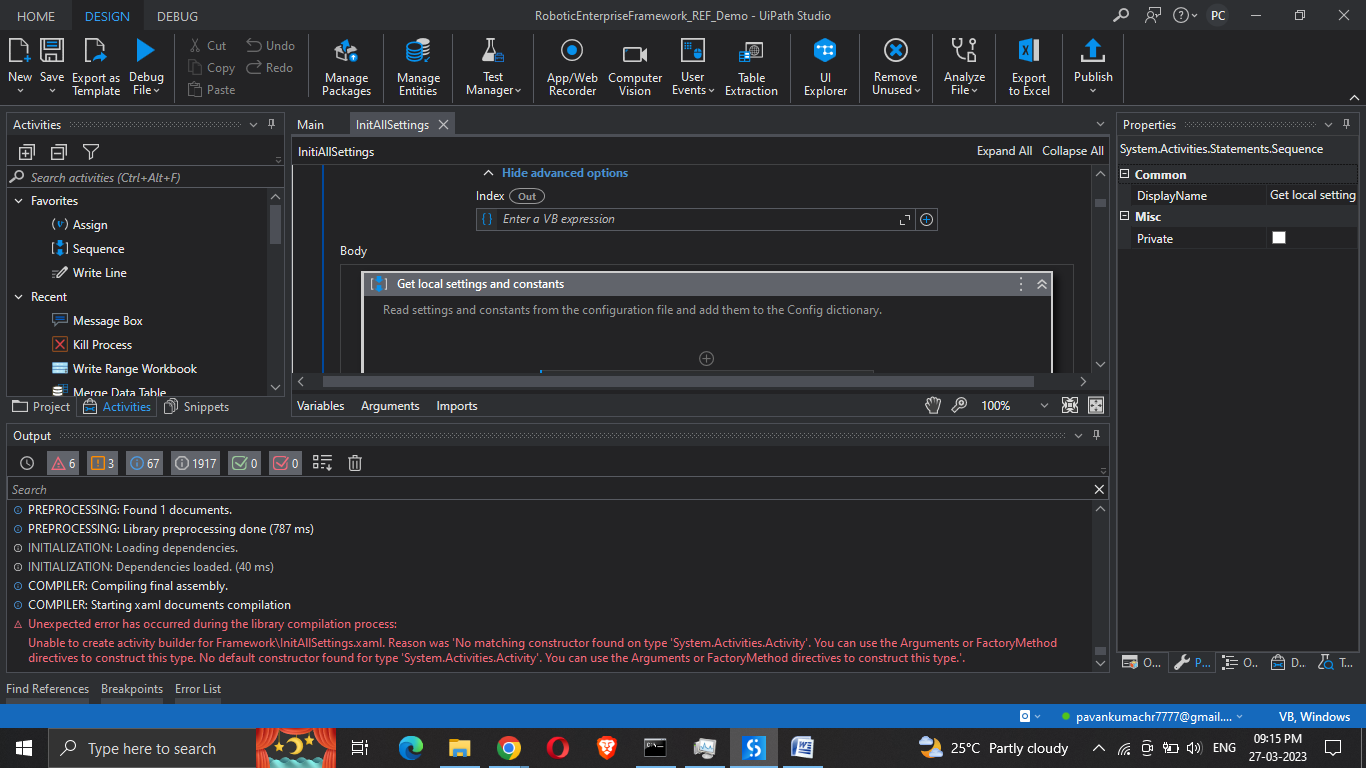 HOME DESIGN DEBUG RoboticEnterpriseFramework_REF_Demo - UiPath Studio PC
New Save Export as Template Debug File Cut Copy Paste Undo Redo Manage Packages Manage Entities Test Manager App/Web Recorder Computer Vision User Events Table Extraction UI Explorer Remove Unused Analyze File Export to Excel Publish
Activities
Search activities (Ctrl+Alt+F)
Favorites
(v) Assign
Sequence
Write Line
Recent
Message Box
Kill Process
Write Range Workbook
Merge Data Table
Project Activities Snippets
Main InitAllSettings
InitiAllSettings Expand All Collapse All
Hide advanced options
Index Out
Enter a VB expression
Body
Get local settings and constants
Read settings and constants from the configuration file and add them to the Config dictionary.
Variables Arguments Imports 100%
Properties
System.Activities.Statements.Sequence
Common
DisplayName Get local setting
Misc
Private
O... P... O.. D.. T...
Output
6 3 67 1917 0 0
Search
PREPROCESSING: Found 1 documents.
PREPROCESSING: Library preprocessing done (787 ms)
INITIALIZATION: Loading dependencies.
INITIALIZATION: Dependencies loaded. (40 ms)
COMPILER: Compiling final assembly.
COMPILER: Starting xaml documents compilation
Unexpected error has occurred during the library compilation process:
Unable to create activity builder for Framework\InitAllSettings.xaml. Reason was 'No matching constructor found on type 'System.Activities.Activity'. You can use the Arguments or FactoryMethod
directives to construct this type. No default constructor found for type 'System.Activities.Activity'. You can use the Arguments or FactoryMethod directives to construct this type.'.
Find References Breakpoints Error List
pavankumachr7777@gmail.... VB, Windows
Type here to search 25°C Partly cloudy ENG 09:15 PM
27-03-2023